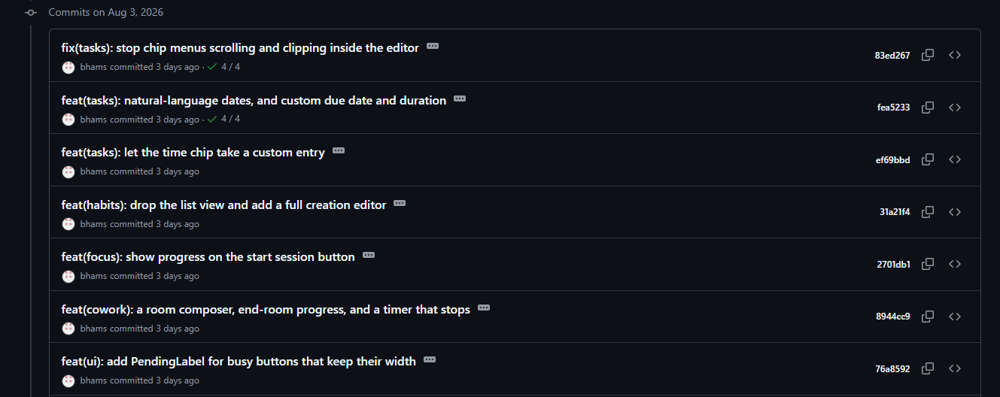 Commits on Aug 3, 2026
fix(tasks): stop chip menus scrolling and clipping inside the editor
83ed267
bhams committed 3 days ago · 4 / 4
feat(tasks): natural-language dates, and custom due date and duration
fea5233
bhams committed 3 days ago · 4 / 4
feat(tasks): let the time chip take a custom entry
ef69bbd
bhams committed 3 days ago
feat(habits): drop the list view and add a full creation editor
31a21f4
bhams committed 3 days ago
feat(focus): show progress on the start session button
2701db1
bhams committed 3 days ago
feat(cowork): a room composer, end-room progress, and a timer that stops
8944cc9
bhams committed 3 days ago
feat(ui): add PendingLabel for busy buttons that keep their width
76a8592
bhams committed 3 days ago